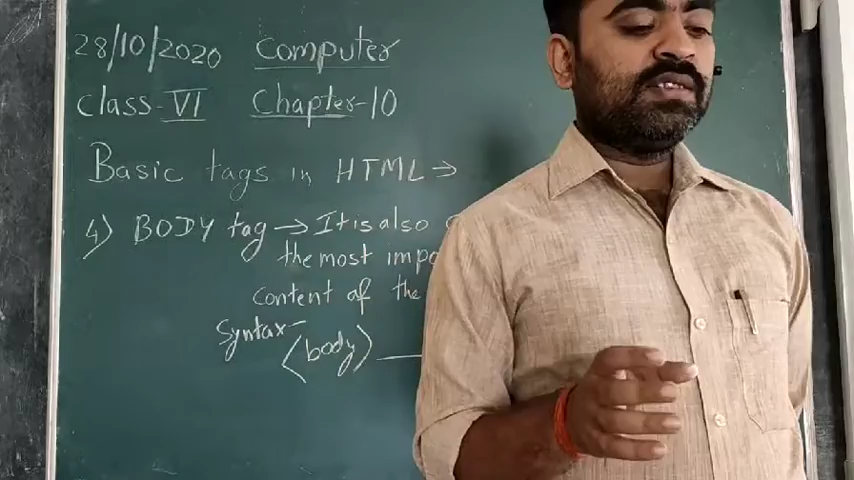 28/10/2020 Computer
Class-VI Chapter-10
Basic tags in HTML→
4) BODY tag → It is also
the most
content of the
Syntax-
<body>